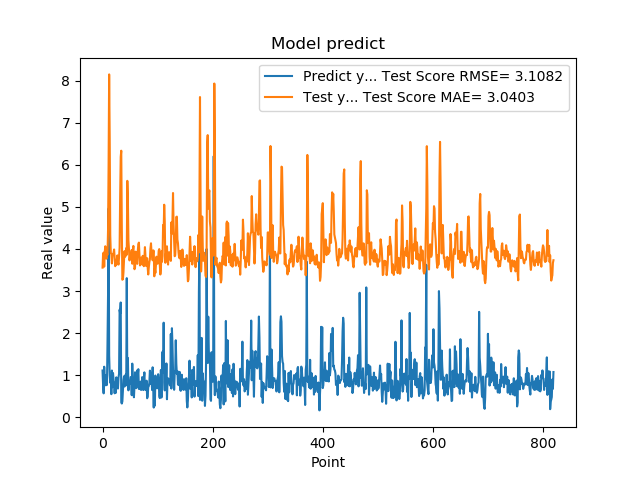 Model predict
Predict y... Test Score RMSE= 3.1082
Test y... Test Score MAE= 3.0403
8
7
6
5
4
3
2
1
0
Real value
0 200 400 600 800
Point